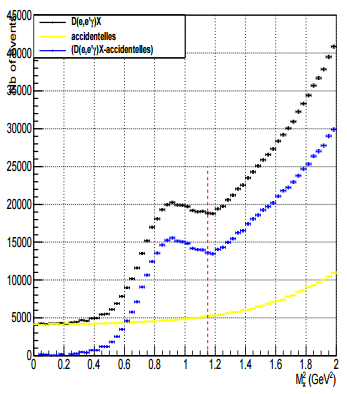 45000
Nb of events
D(e,e'γ)X
accidentelles
(D(e,e'γ)X-accidentelles)
40000
35000
30000
25000
20000
15000
10000
5000
0
0 0.2 0.4 0.6 0.8 1 1.2 1.4 1.6 1.8 2
M²ₓ (GeV²)